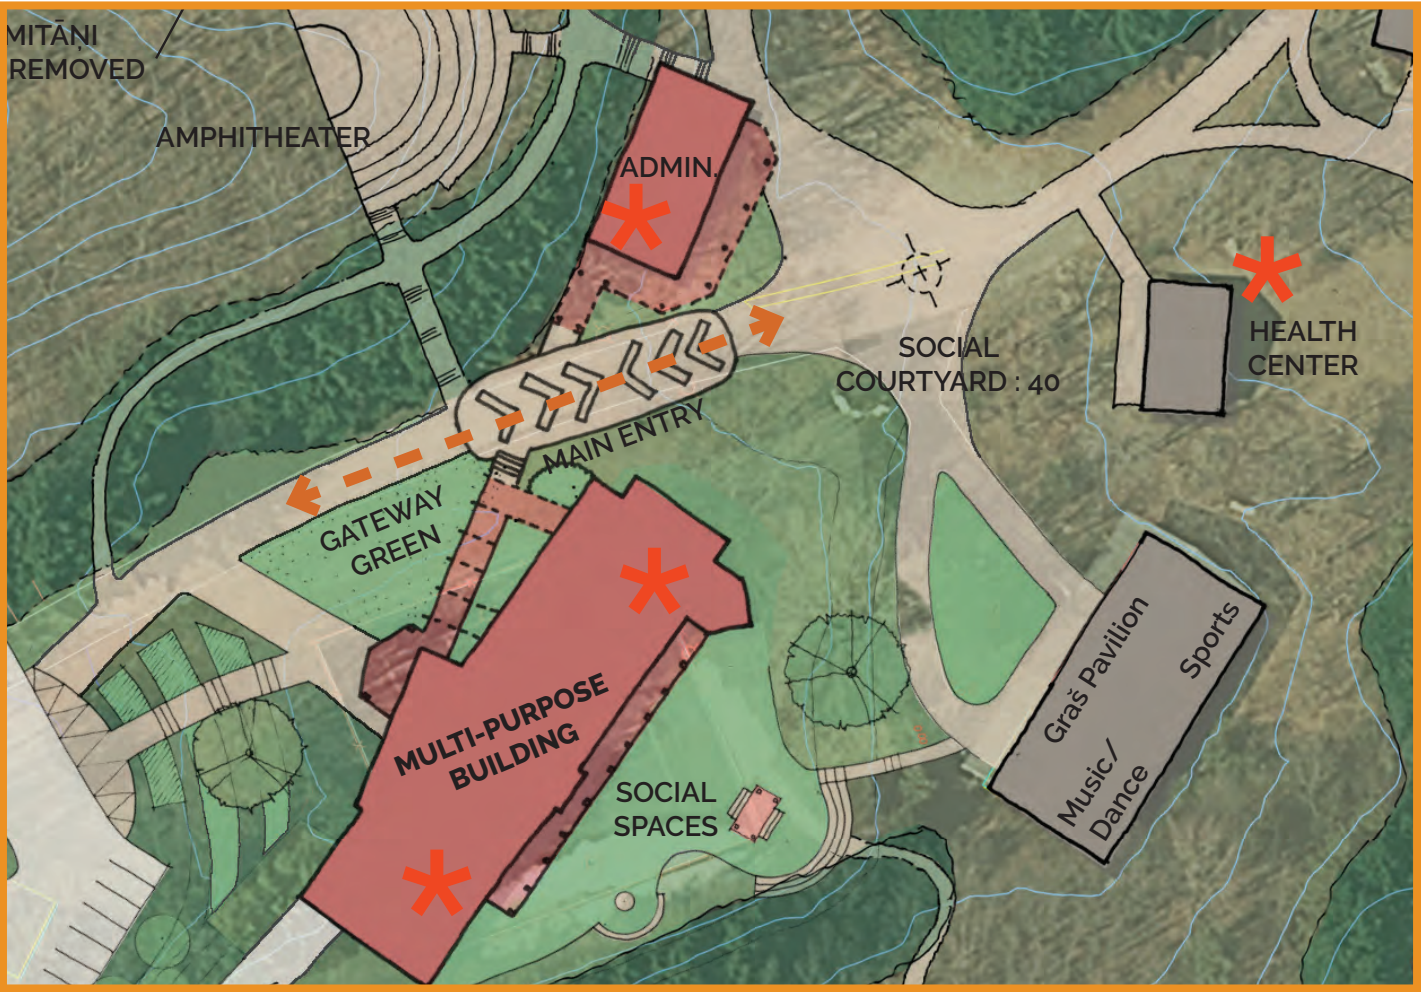 MITĀŅI
REMOVED
AMPHITHEATER
ADMIN.
SOCIAL
COURTYARD : 40
HEALTH
CENTER
MAIN ENTRY
GATEWAY
GREEN
MULTI-PURPOSE
BUILDING
SOCIAL
SPACES
Graš Pavilion
Sports
Music/
Dance